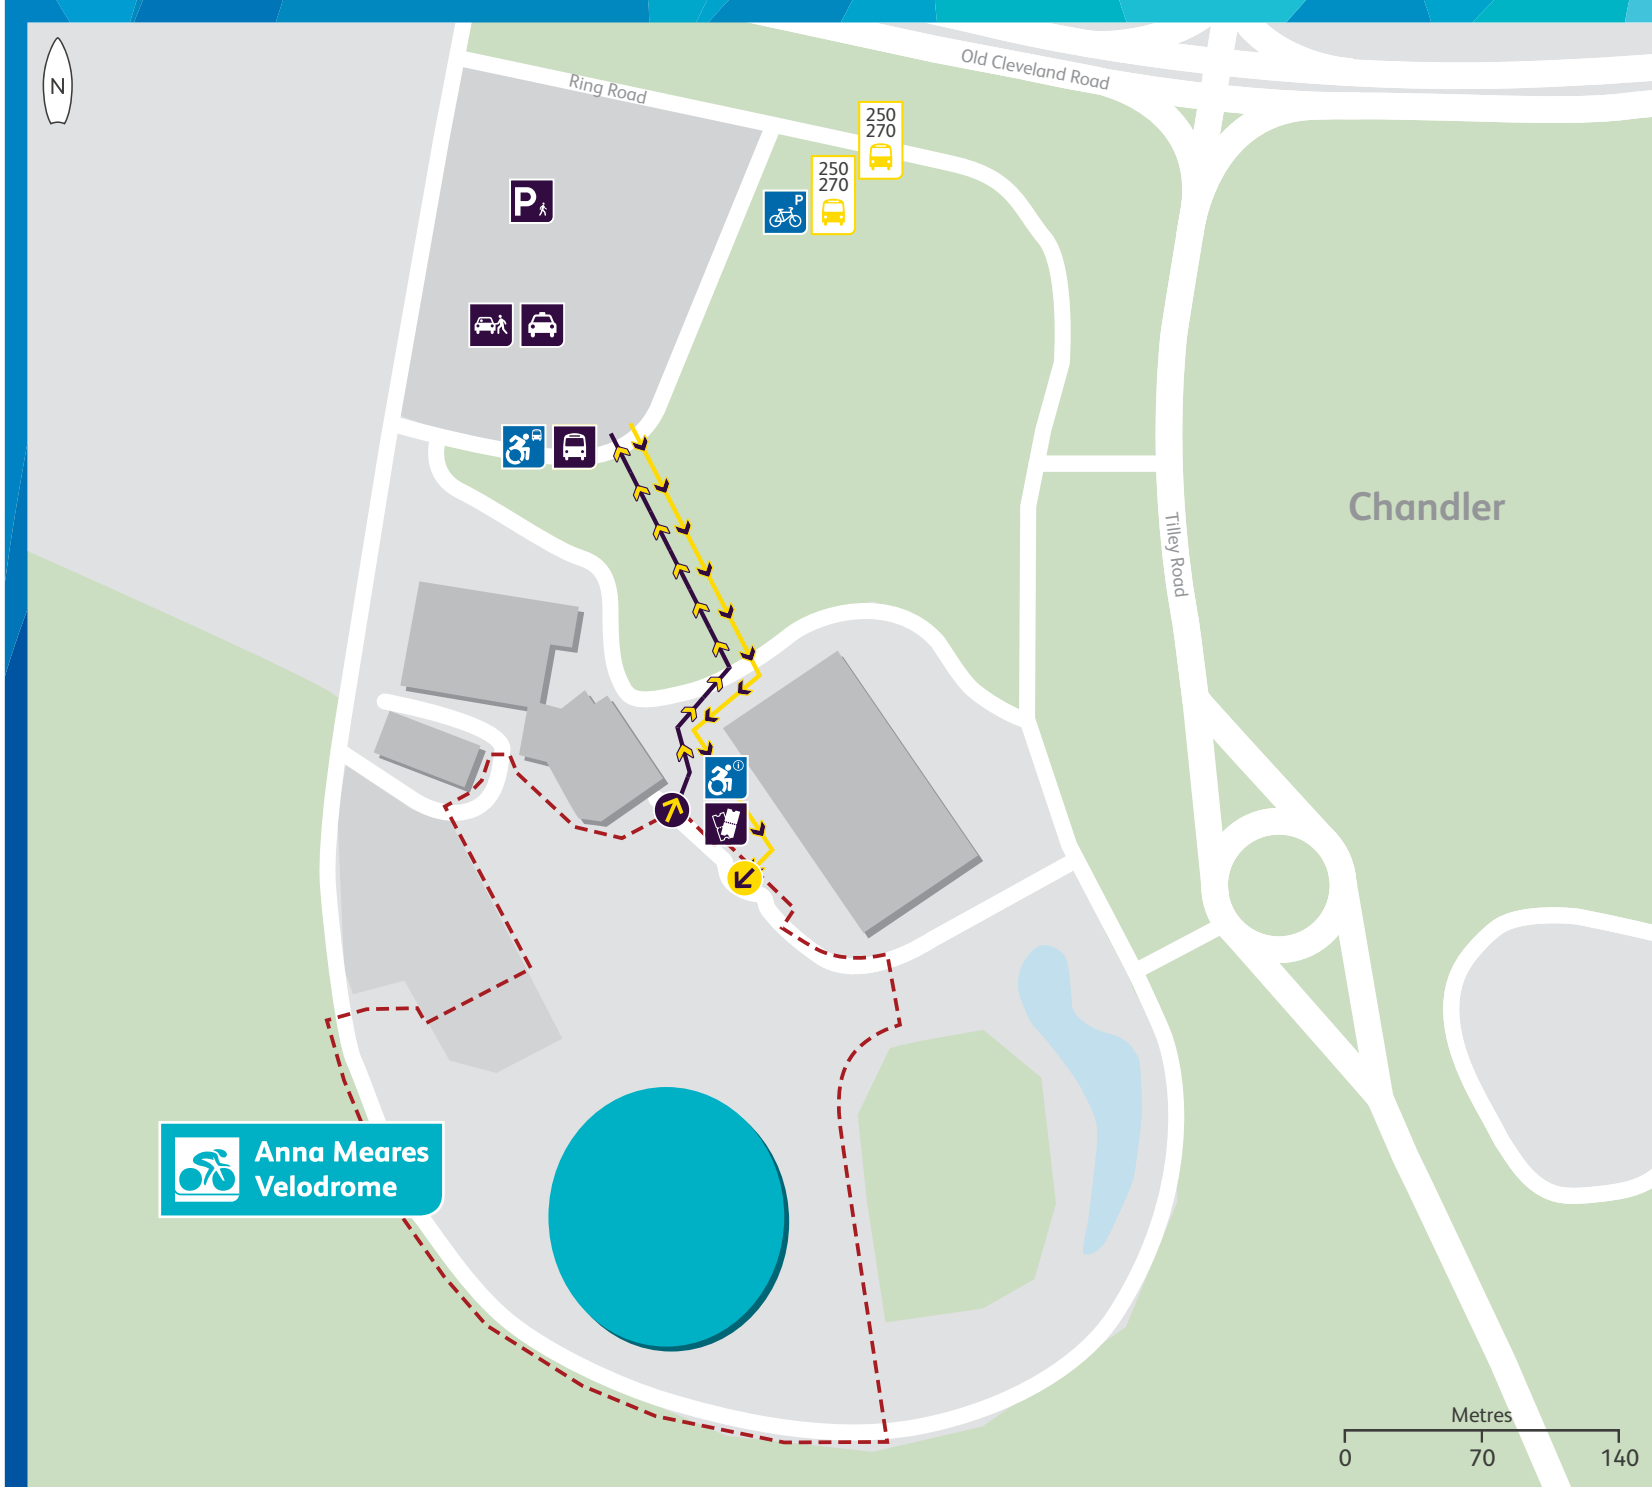 N
Ring Road
Old Cleveland Road
250
270
250
270
P
P
Chandler
Tilley Road
i
Anna Meares
Velodrome
Metres
0 70 140